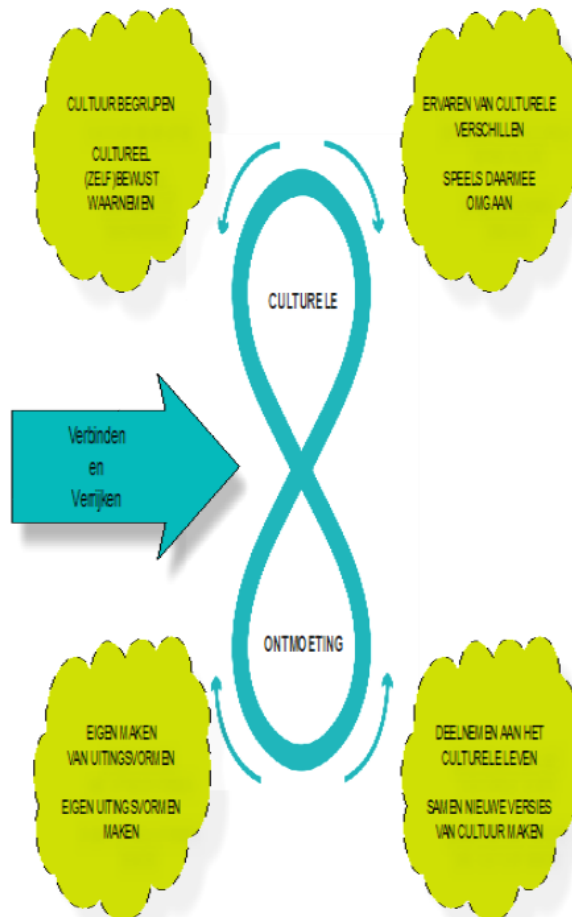 CULTUUR BEGRIJPEN
CULTUREEL
(ZELF)BEWUST
WAARNEMEN
ERVAREN VAN CULTURELE
VERSCHILLEN
SPEELS DAARMEE
OMGAAN
CULTURELE
Verbinden
en
Verrijken
ONTMOETING
EIGEN MAKEN
VAN UITINGSVORMEN
EIGEN UITINGSVORMEN
MAKEN
DEELNEMEN AAN HET
CULTURELE LEVEN
SAMEN NIEUWE VERSIES
VAN CULTUUR MAKEN